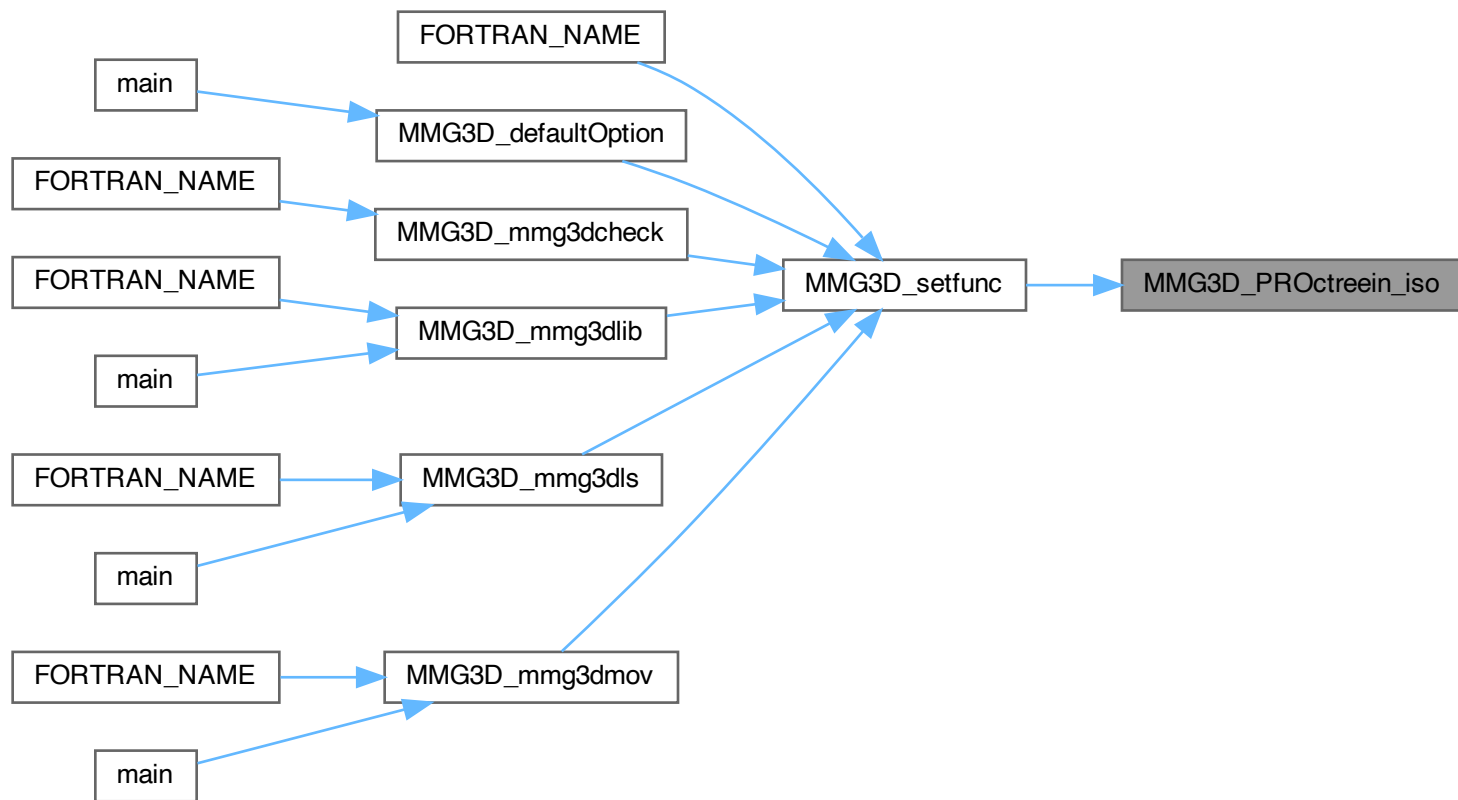 FORTRAN_NAME
main
MMG3D_defaultOption
FORTRAN_NAME
MMG3D_mmg3dcheck
FORTRAN_NAME
MMG3D_setfunc
MMG3D_PROctreein_iso
MMG3D_mmg3dlib
main
FORTRAN_NAME
MMG3D_mmg3dls
main
FORTRAN_NAME
MMG3D_mmg3dmov
main